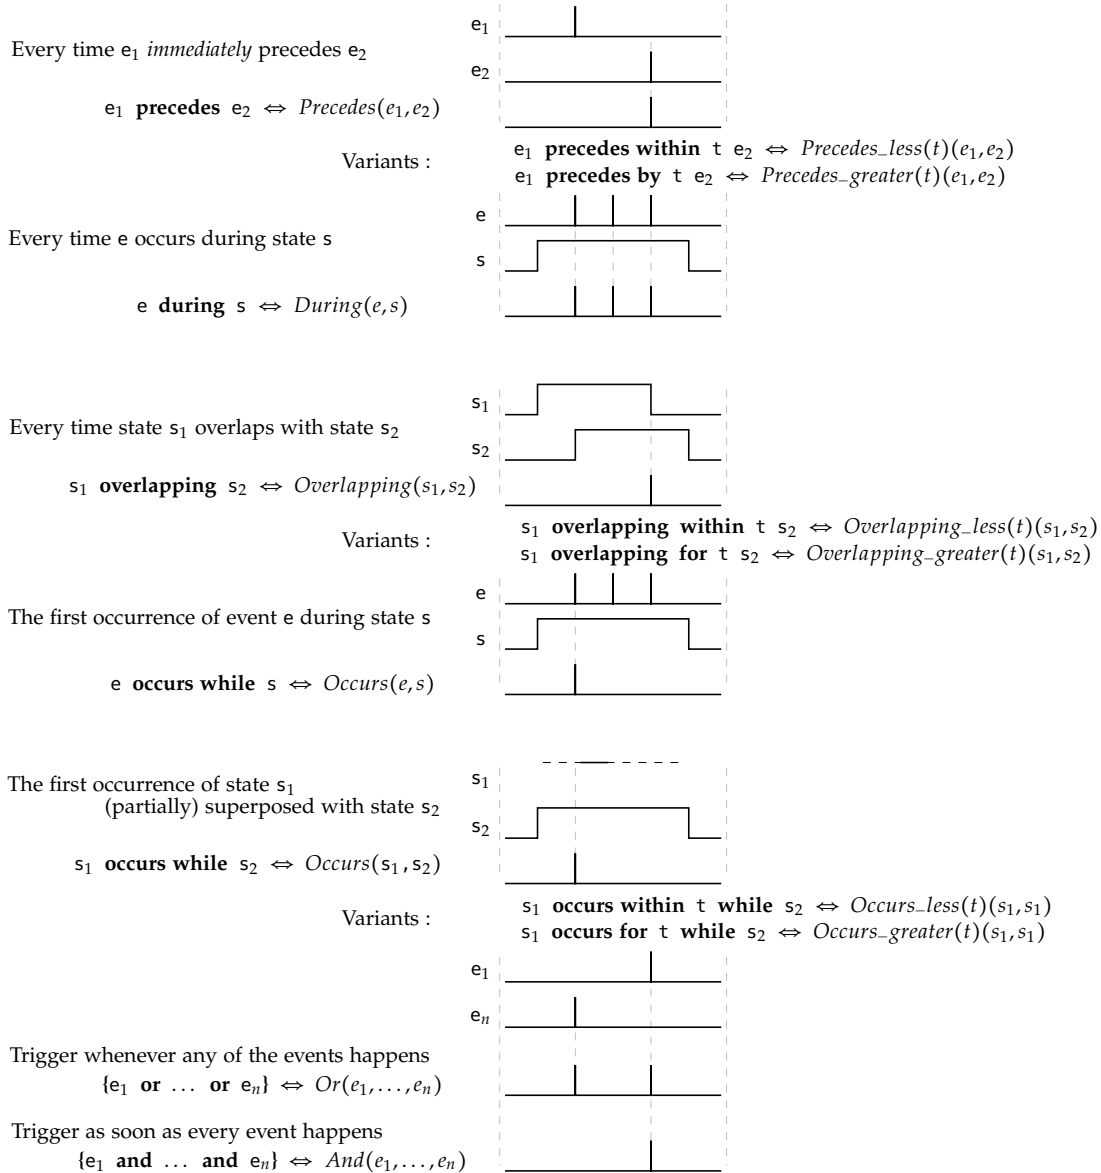 e1
Every time e1 immediately precedes e2
e2
e1 precedes e2 ⇔ Precedes(e1,e2)
Variants :
e1 precedes within t e2 ⇔ Precedes_less(t)(e1,e2)
e1 precedes by t e2 ⇔ Precedes_greater(t)(e1,e2)
e
Every time e occurs during state s
s
e during s ⇔ During(e,s)
s1
Every time state s1 overlaps with state s2
s2
s1 overlapping s2 ⇔ Overlapping(s1,s2)
Variants :
s1 overlapping within t s2 ⇔ Overlapping_less(t)(s1,s2)
s1 overlapping for t s2 ⇔ Overlapping_greater(t)(s1,s2)
e
The first occurrence of event e during state s
s
e occurs while s ⇔ Occurs(e,s)
s1
The first occurrence of state s1
(partially) superposed with state s2
s2
s1 occurs while s2 ⇔ Occurs(s1,s2)
Variants :
s1 occurs within t while s2 ⇔ Occurs_less(t)(s1,s1)
s1 occurs for t while s2 ⇔ Occurs_greater(t)(s1,s1)
e1
en
Trigger whenever any of the events happens
{e1 or ... or en} ⇔ Or(e1,...,en)
Trigger as soon as every event happens
{e1 and ... and en} ⇔ And(e1,...,en)